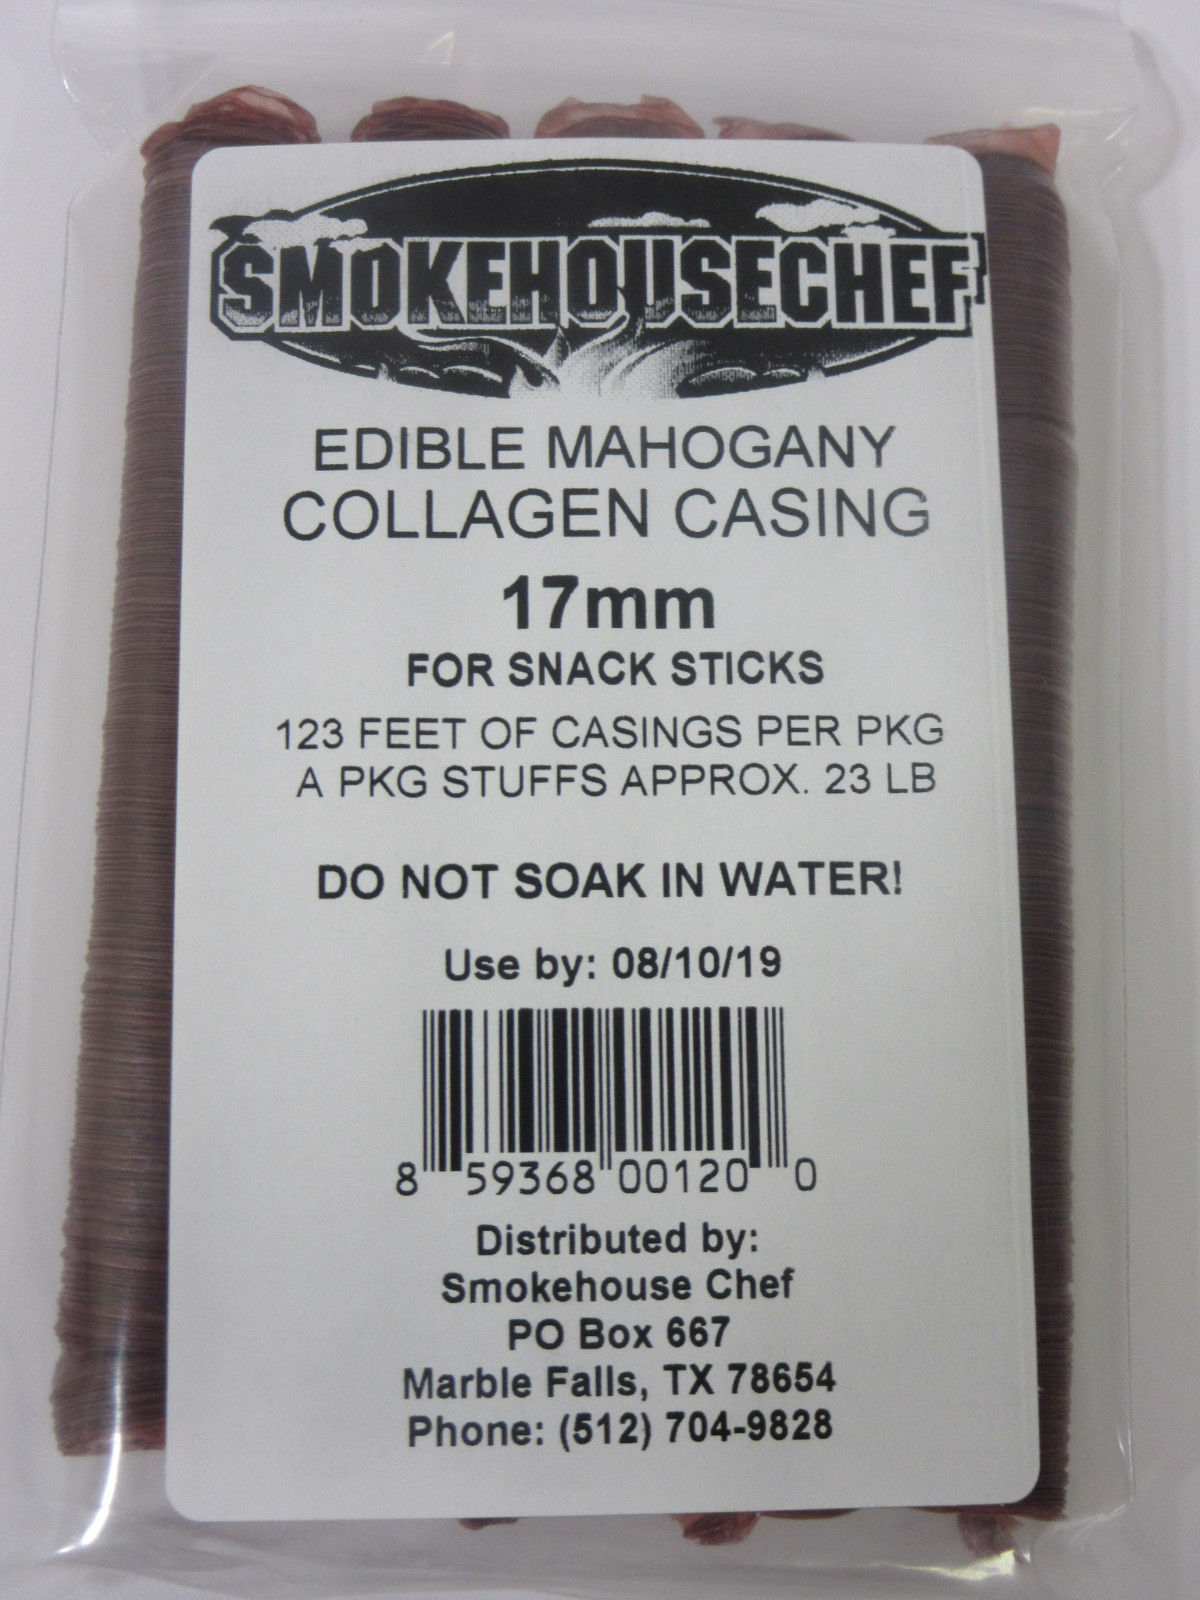 SMOKEHOUSECHEF
EDIBLE MAHOGANY
COLLAGEN CASING
17mm
FOR SNACK STICKS
123 FEET OF CASINGS PER PKG
A PKG STUFFS APPROX. 23 LB
DO NOT SOAK IN WATER!
Use by: 08/10/19
8 59368 00120 0
Distributed by:
Smokehouse Chef
PO Box 667
Marble Falls, TX 78654
Phone: (512) 704-9828